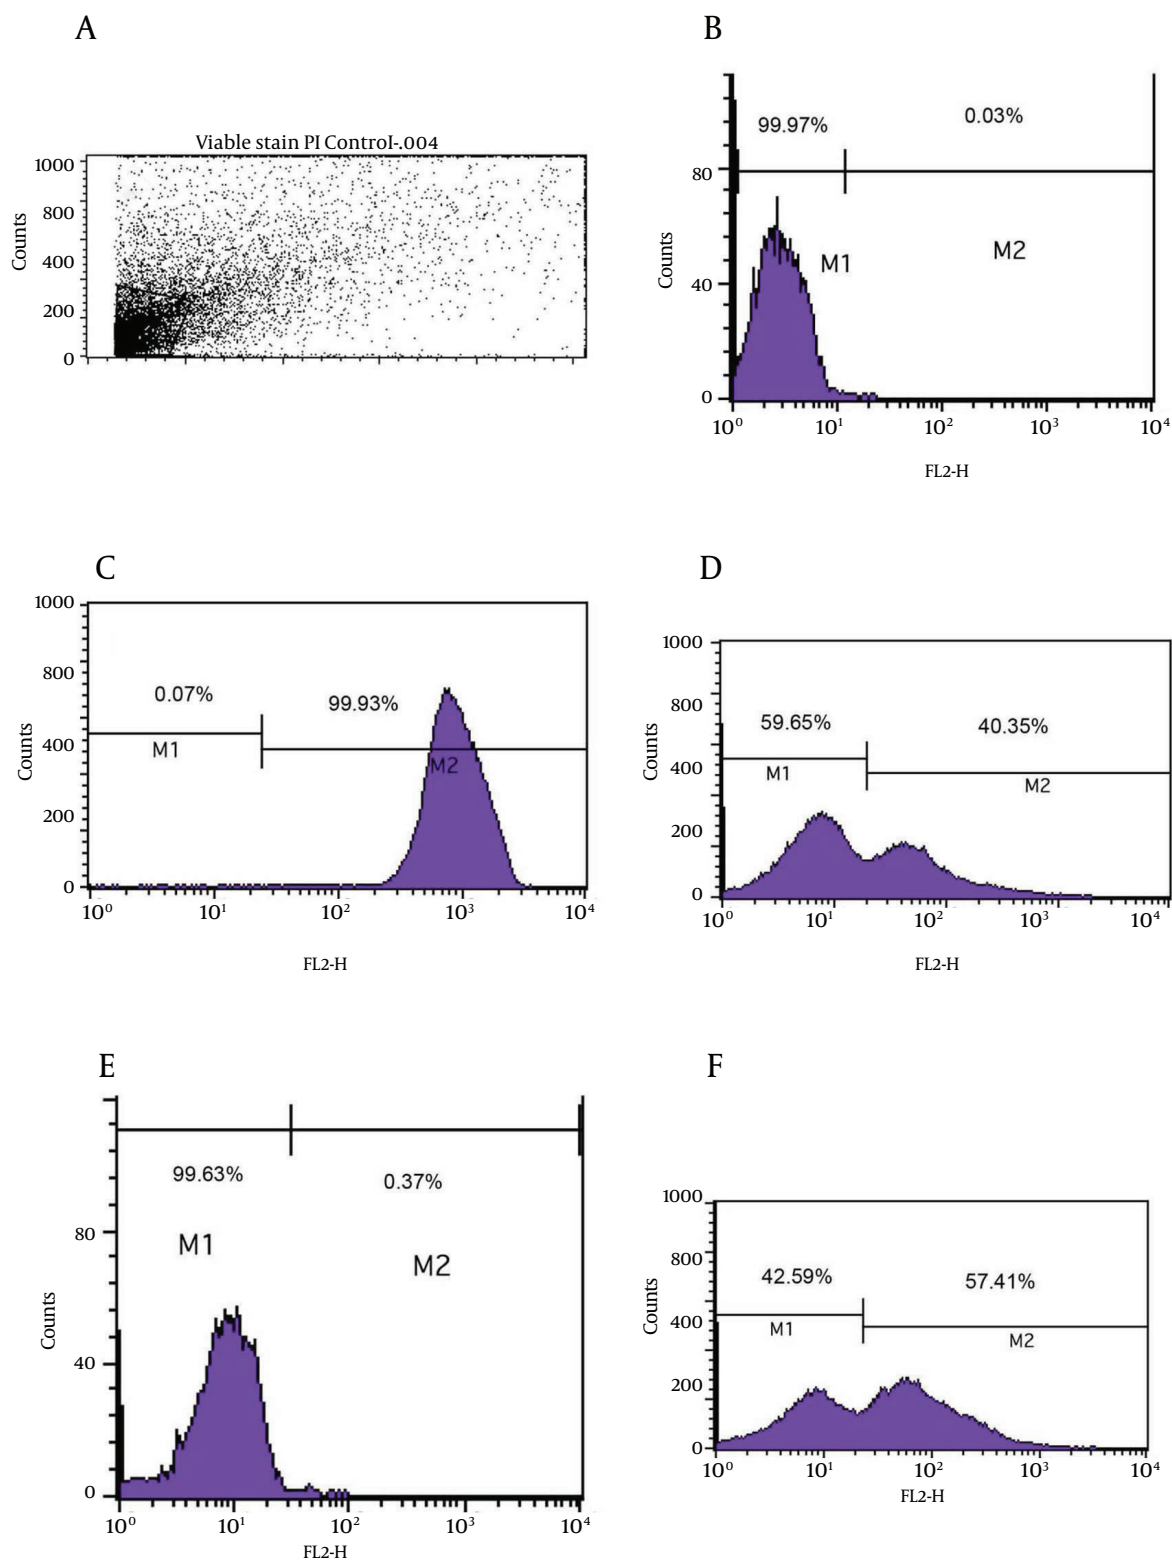 A
Viable stain PI Control-.004
Counts
1000
800
400
200
0
B
99.97%
0.03%
Counts
80
40
0
M1
M2
10⁰ 10¹ 10² 10³ 10⁴
FL2-H
C
1000
800
400
200
0
Counts
0.07%
99.93%
M1
M2
10⁰ 10¹ 10² 10³ 10⁴
FL2-H
D
1000
800
400
200
0
Counts
59.65%
40.35%
M1
M2
10⁰ 10¹ 10² 10³ 10⁴
FL2-H
E
99.63%
0.37%
M1
M2
Counts
80
40
0
10⁰ 10¹ 10² 10³ 10⁴
FL2-H
F
1000
800
400
200
0
Counts
42.59%
57.41%
M1
M2
10⁰ 10¹ 10² 10³ 10⁴
FL2-H